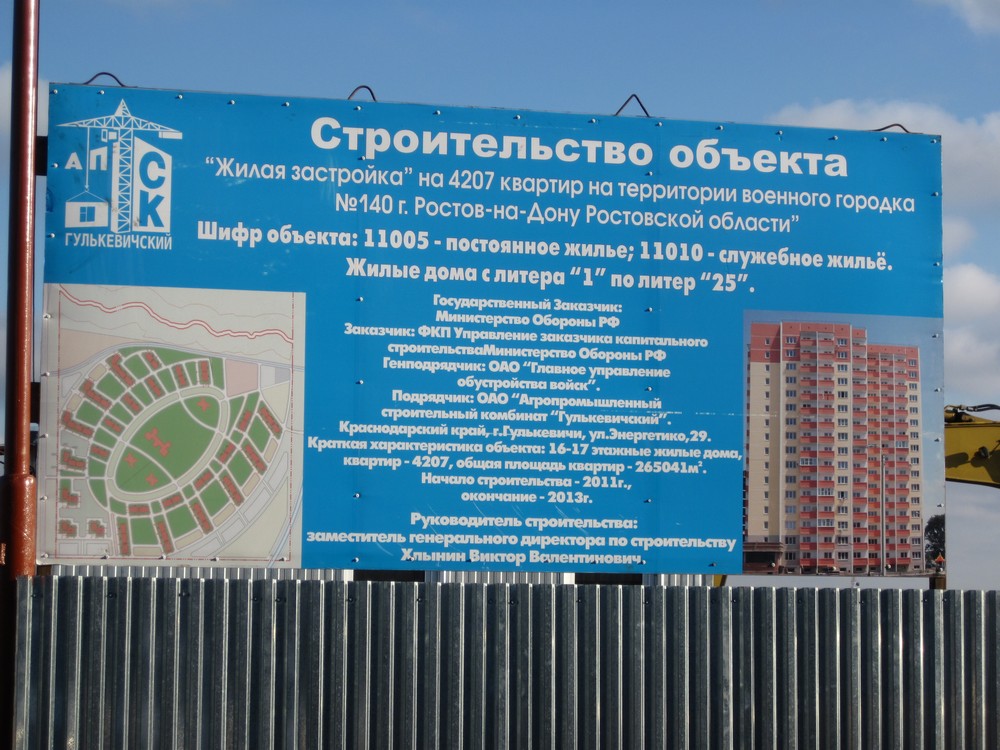 АПСК
ГУЛЬКЕВИЧСКИЙ
Строительство объекта
“Жилая застройка” на 4207 квартир на территории военного городка
№140 г. Ростов-на-Дону Ростовской области”
Шифр объекта: 11005 - постоянное жилье; 11010 - служебное жильё.
Жилые дома с литера “1” по литер “25”.
Государственный Заказчик:
Министерство Обороны РФ
Заказчик: ФКП Управление заказчика капитального
строительстваМинистерство Обороны РФ
Генподрядчик: ОАО “Главное управление
обустройства войск”.
Подрядчик: ОАО “Агропромышленный
строительный комбинат “Гулькевичский”.
Краснодарский край, г.Гулькевичи, ул.Энергетико,29.
Краткая характеристика объекта: 16-17 этажные жилые дома,
квартир - 4207, общая площадь квартир - 265041м².
Начало строительства - 2011г.,
окончание - 2013г.
Руководитель строительства:
заместитель генерального директора по строительству
Хлынин Виктор Валентинович.